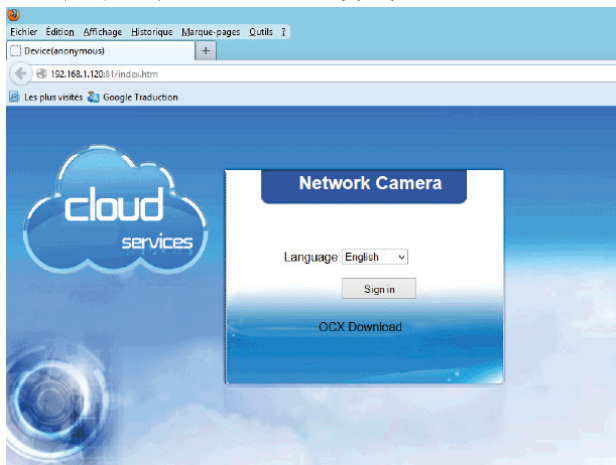 Fichier Édition Affichage Historique Marque-pages Outils ?
Device(anonymous) +
192.168.1.120:81/index.htm
Les plus visités Google Traduction
Network Camera
cloud
services
Language: English
Sign in
OCX Download